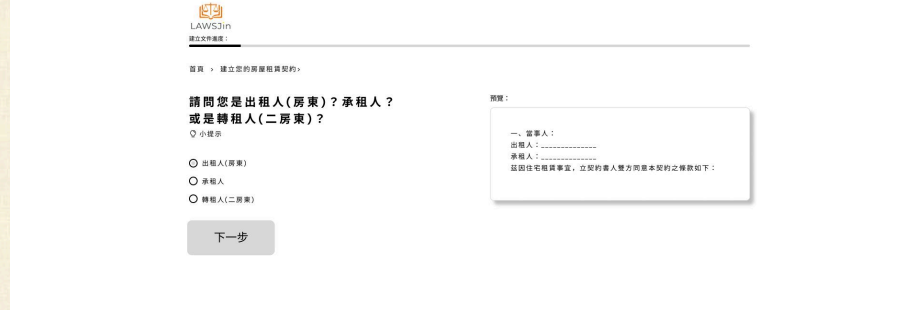 LAWSJin
建立文件進度：
首頁 › 建立您的房屋租賃契約›
請問您是出租人(房東)？承租人？
或是轉租人(二房東)？
小提示
出租人(房東)
承租人
轉租人(二房東)
下一步
預覽：
一、當事人：
出租人：______________
承租人：______________
茲因住宅租賃事宜，立契約書人雙方同意本契約之條款如下：